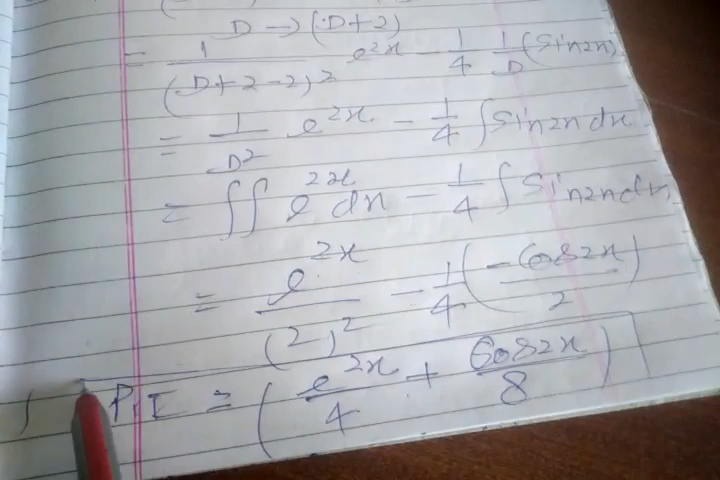 D → (D+2)
= 1/(D+2-2)² e^2x - 1/4 1/D (Sin2x)
= 1/D² e^2x - 1/4 ∫Sin2x dx
= ∫∫ e^2x dx - 1/4 ∫Sin2x dx
= e^2x/(2)² - 1/4 (-Cos2x/2)
P.I = (e^2x/4 + Cos2x/8)